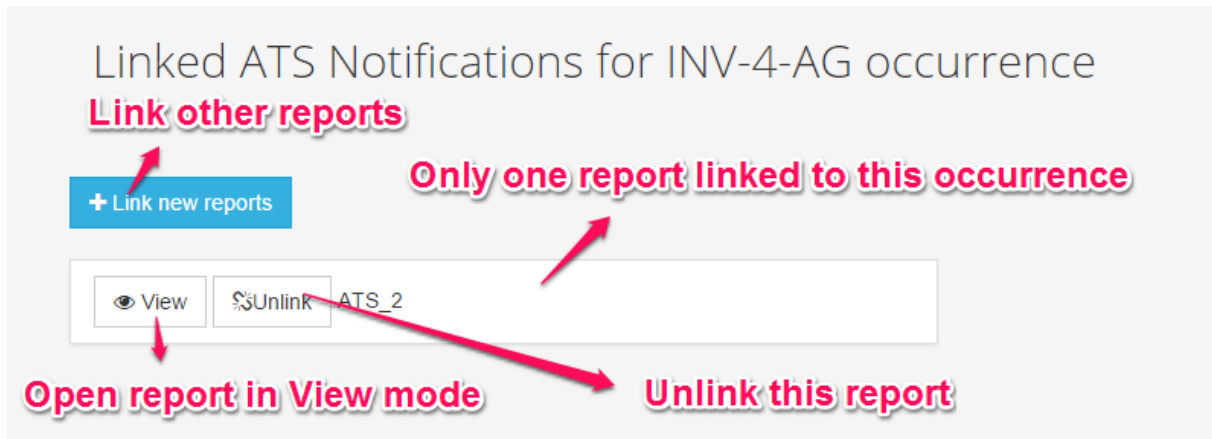 Linked ATS Notifications for INV-4-AG occurrence
Link other reports
Only one report linked to this occurrence
+ Link new reports
View Unlink ATS_2
Open report in View mode
Unlink this report